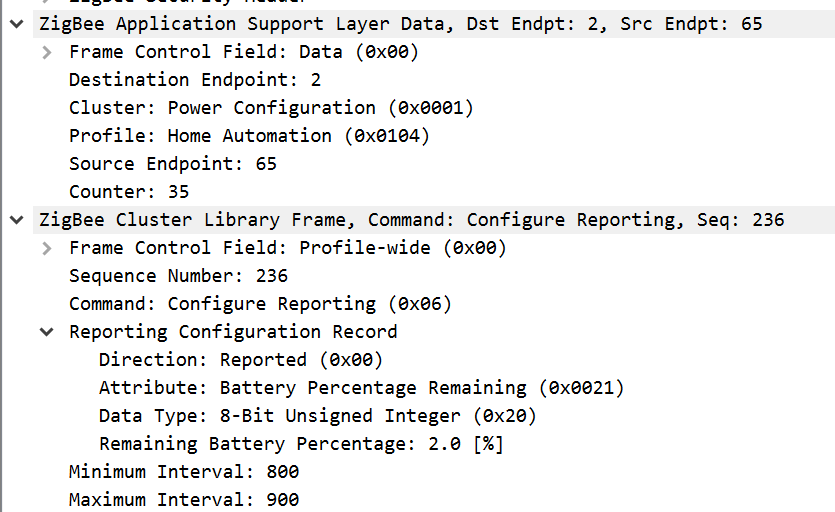 ZigBee Security Header
ZigBee Application Support Layer Data, Dst Endpt: 2, Src Endpt: 65
Frame Control Field: Data (0x00)
Destination Endpoint: 2
Cluster: Power Configuration (0x0001)
Profile: Home Automation (0x0104)
Source Endpoint: 65
Counter: 35
ZigBee Cluster Library Frame, Command: Configure Reporting, Seq: 236
Frame Control Field: Profile-wide (0x00)
Sequence Number: 236
Command: Configure Reporting (0x06)
Reporting Configuration Record
Direction: Reported (0x00)
Attribute: Battery Percentage Remaining (0x0021)
Data Type: 8-Bit Unsigned Integer (0x20)
Remaining Battery Percentage: 2.0 [%]
Minimum Interval: 800
Maximum Interval: 900